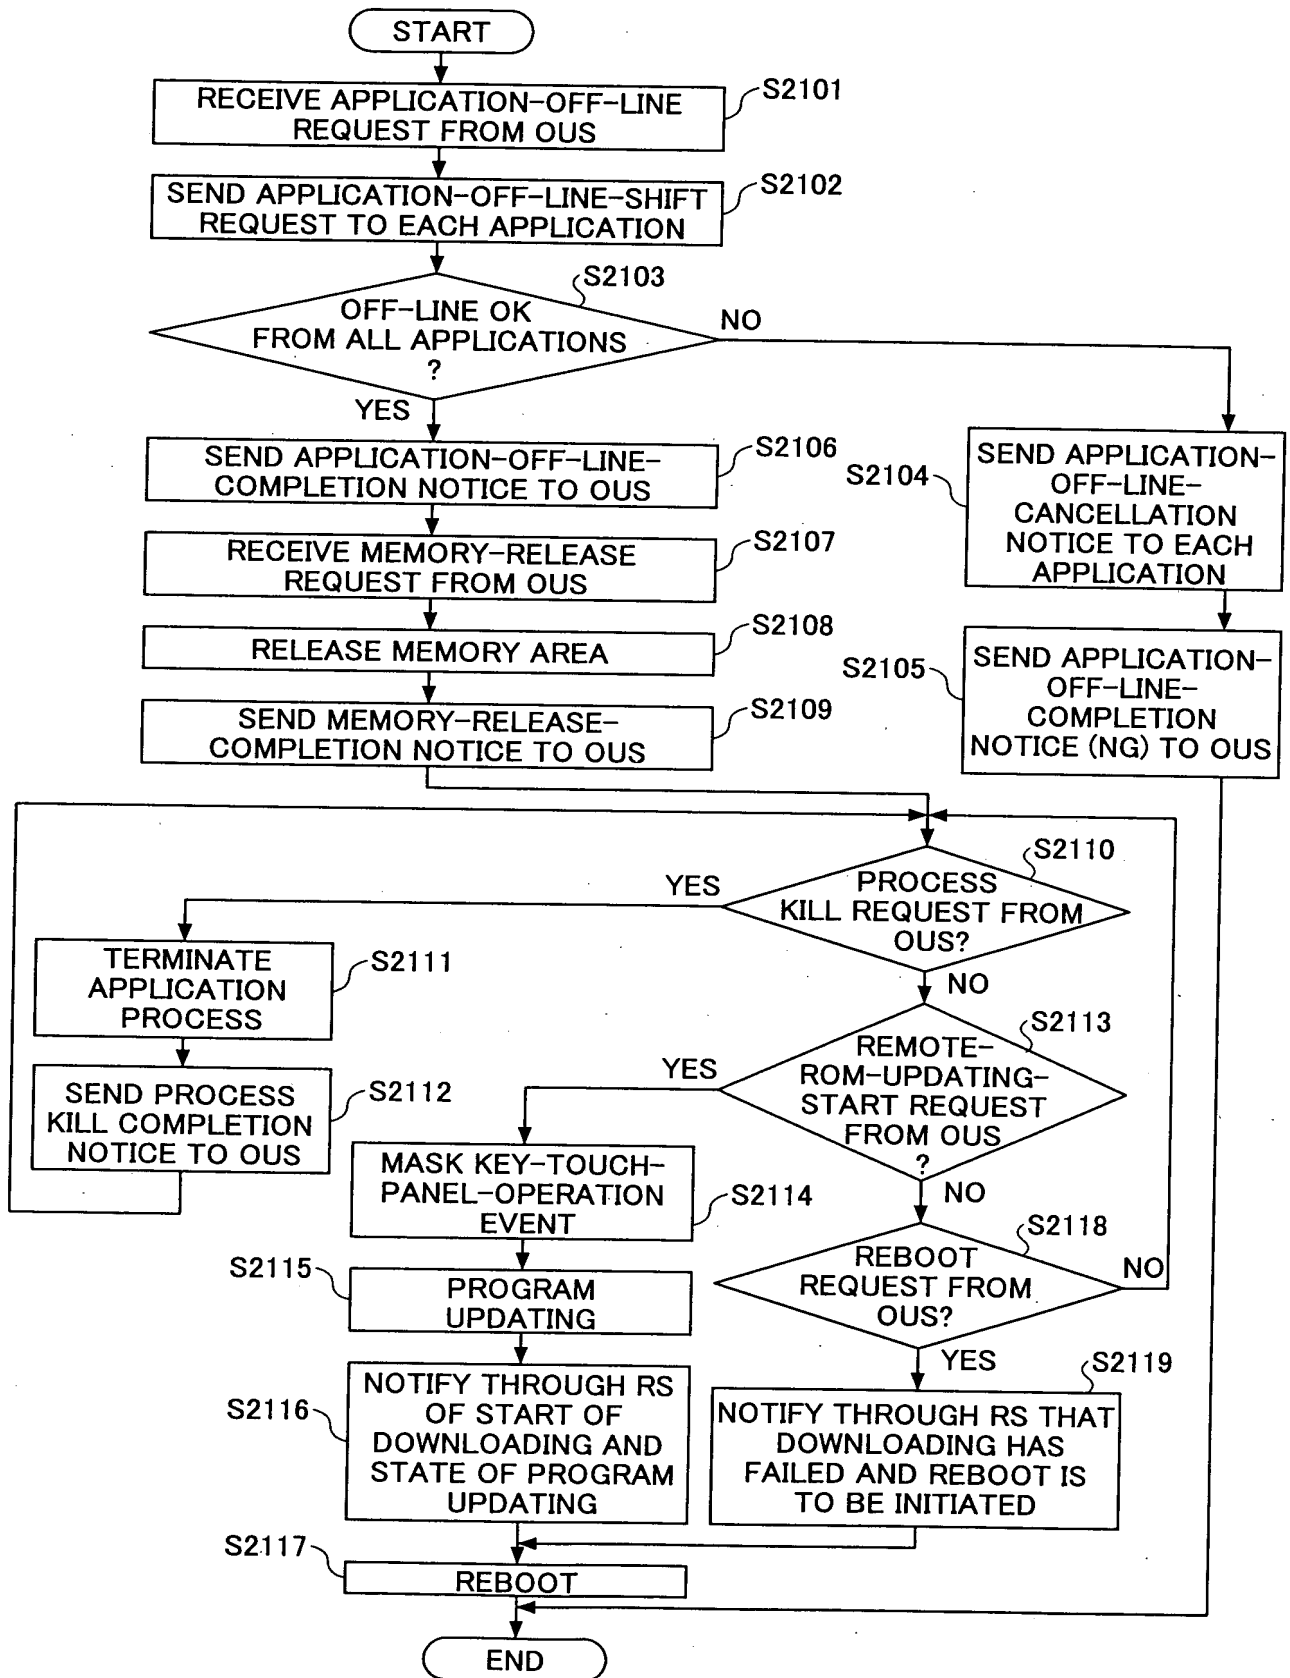 START
RECEIVE APPLICATION-OFF-LINE
REQUEST FROM OUS
S2101
SEND APPLICATION-OFF-LINE-SHIFT
REQUEST TO EACH APPLICATION
S2102
OFF-LINE OK
FROM ALL APPLICATIONS
?
S2103
NO
YES
SEND APPLICATION-OFF-LINE-
COMPLETION NOTICE TO OUS
S2106
SEND APPLICATION-
OFF-LINE-
CANCELLATION
NOTICE TO EACH
APPLICATION
S2104
RECEIVE MEMORY-RELEASE
REQUEST FROM OUS
S2107
RELEASE MEMORY AREA
S2108
SEND APPLICATION-
OFF-LINE-
COMPLETION
NOTICE (NG) TO OUS
S2105
SEND MEMORY-RELEASE-
COMPLETION NOTICE TO OUS
S2109
PROCESS
KILL REQUEST FROM
OUS?
S2110
YES
NO
TERMINATE
APPLICATION
PROCESS
S2111
SEND PROCESS
KILL COMPLETION
NOTICE TO OUS
S2112
REMOTE-
ROM-UPDATING-
START REQUEST
FROM OUS
?
S2113
YES
NO
MASK KEY-TOUCH-
PANEL-OPERATION
EVENT
S2114
REBOOT
REQUEST FROM
OUS?
S2118
NO
YES
S2115
PROGRAM
UPDATING
S2116
NOTIFY THROUGH RS
OF START OF
DOWNLOADING AND
STATE OF PROGRAM
UPDATING
S2119
NOTIFY THROUGH RS THAT
DOWNLOADING HAS
FAILED AND REBOOT IS
TO BE INITIATED
S2117
REBOOT
END